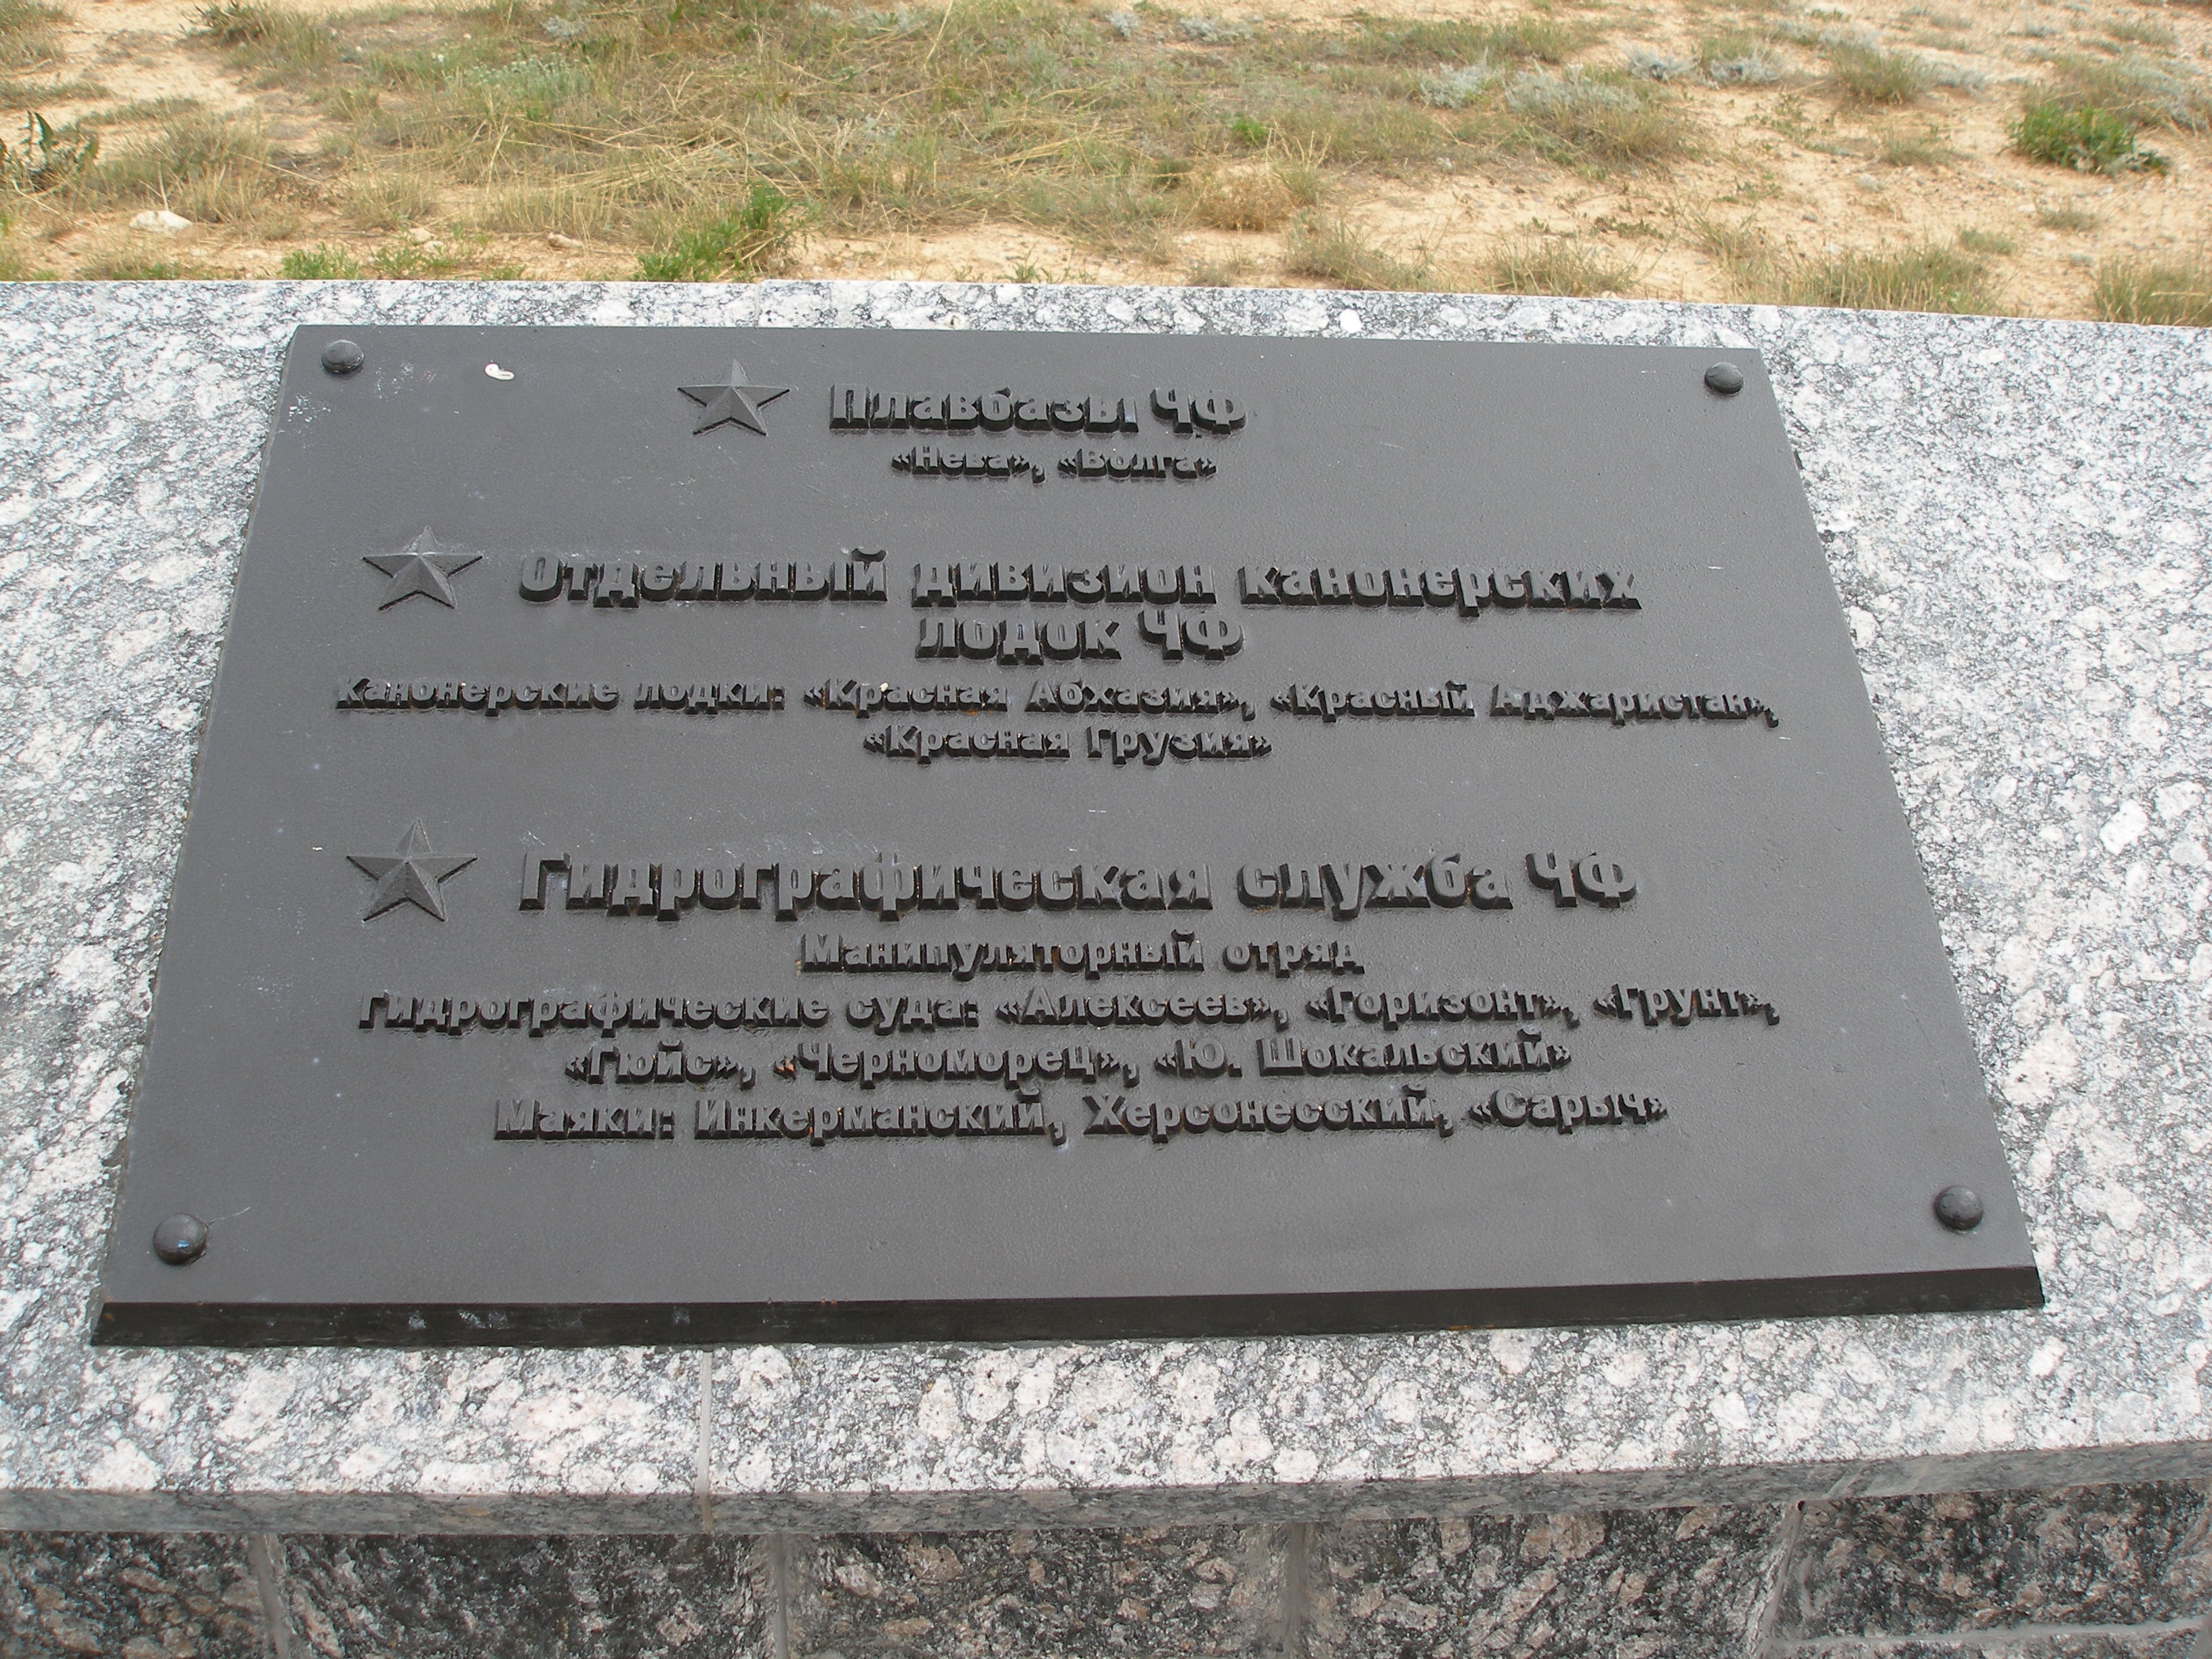 Плавбазы ЧФ
«Нева», «Волга»
Отдельный дивизион канонерских
лодок ЧФ
Канонерские лодки: «Красная Абхазия», «Красный Аджаристан»,
«Красная Грузия»
Гидрографическая служба ЧФ
Манипуляторный отряд
Гидрографические суда: «Алексеев», «Горизонт», «Грунт»,
«Гюйс», «Черноморец», «Ю. Шокальский»
Маяки: Инкерманский, Херсонесский, «Сарыч»